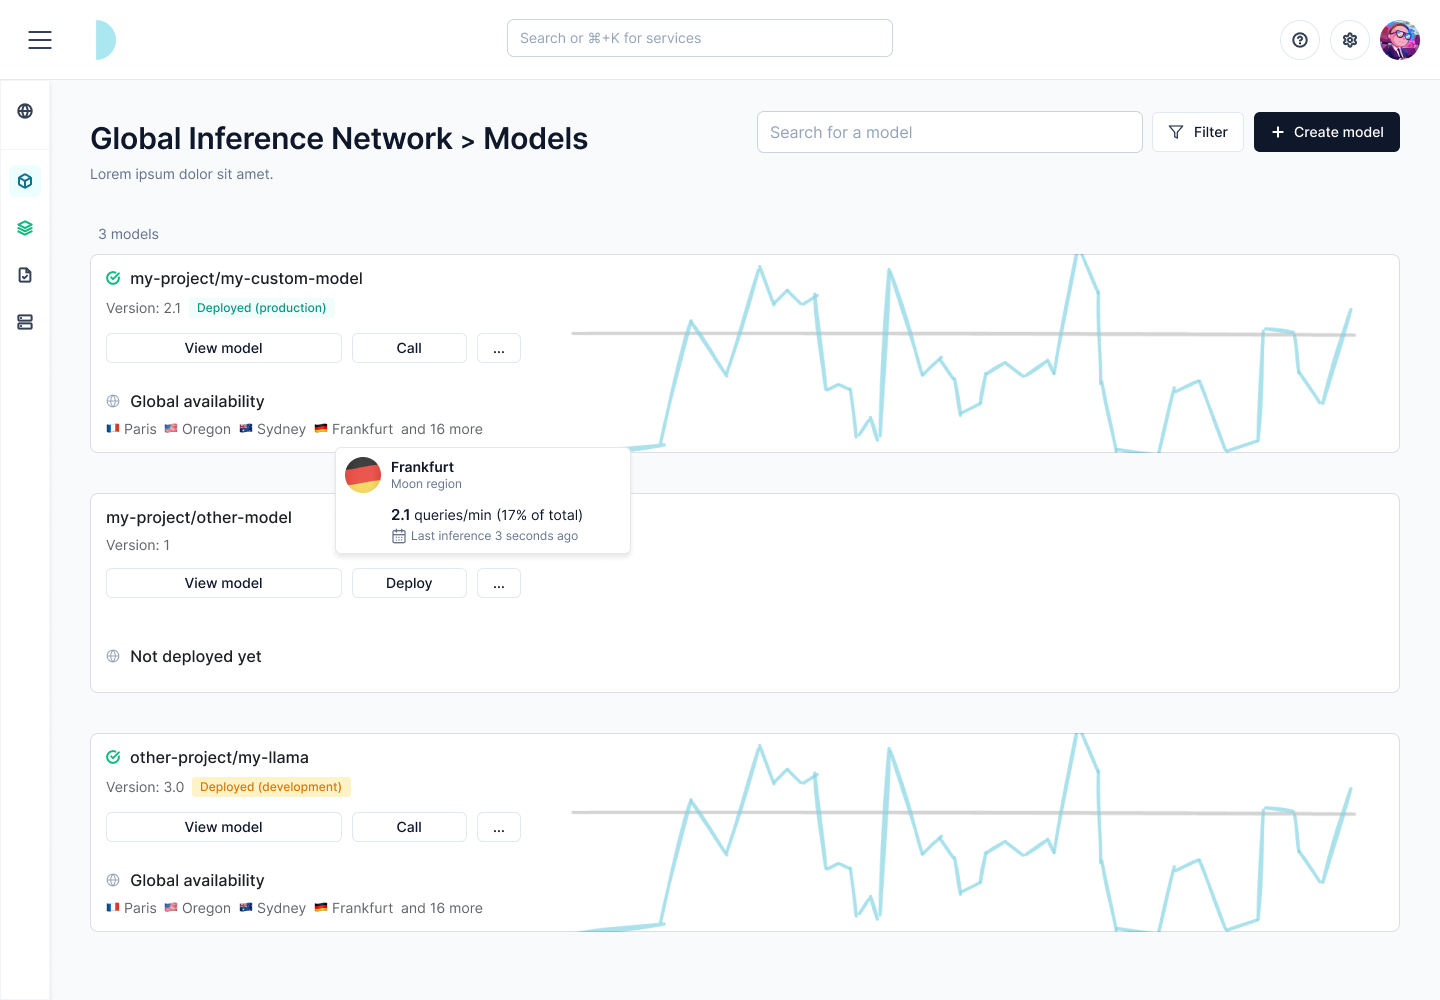 Search or ⌘+K for services
Global Inference Network > Models
Lorem ipsum dolor sit amet.
Search for a model
Filter
+ Create model
3 models
my-project/my-custom-model
Version: 2.1 Deployed (production)
View model Call ...
Global availability
Paris Oregon Sydney Frankfurt and 16 more
Frankfurt
Moon region
2.1 queries/min (17% of total)
Last inference 3 seconds ago
my-project/other-model
Version: 1
View model Deploy ...
Not deployed yet
other-project/my-llama
Version: 3.0 Deployed (development)
View model Call ...
Global availability
Paris Oregon Sydney Frankfurt and 16 more